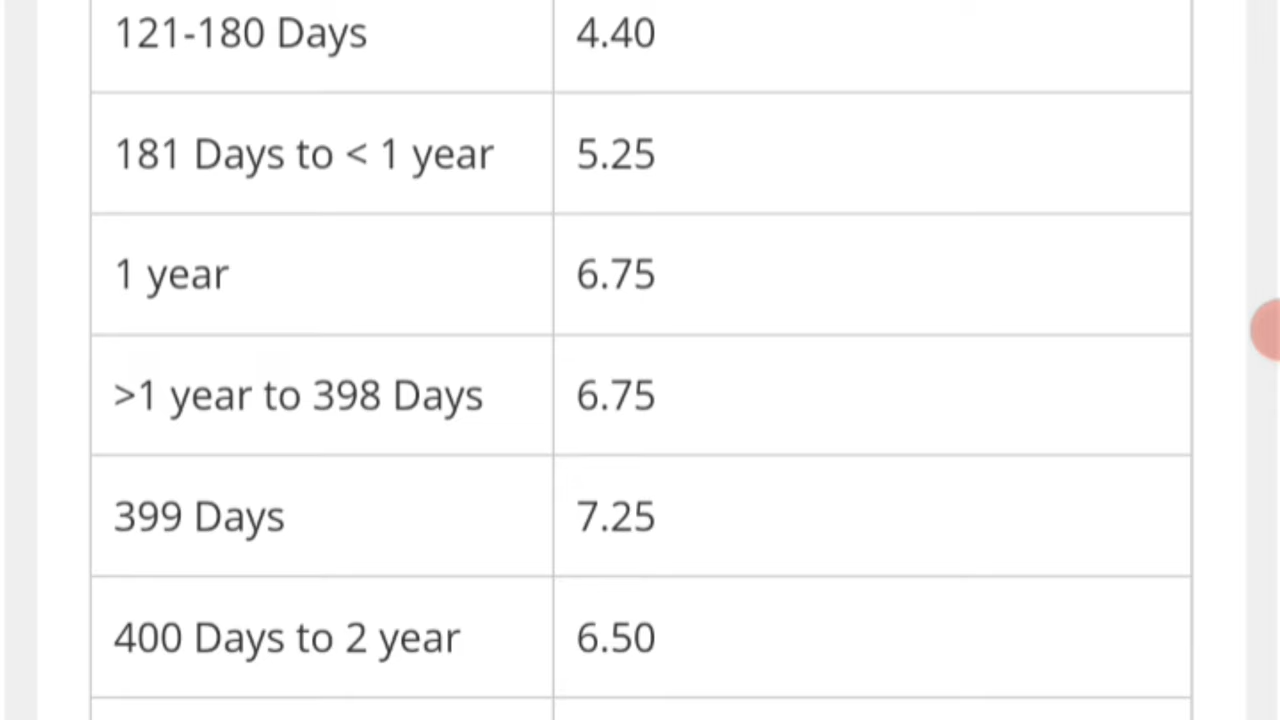 121-180 Days 4.40
181 Days to < 1 year 5.25
1 year 6.75
>1 year to 398 Days 6.75
399 Days 7.25
400 Days to 2 year 6.50